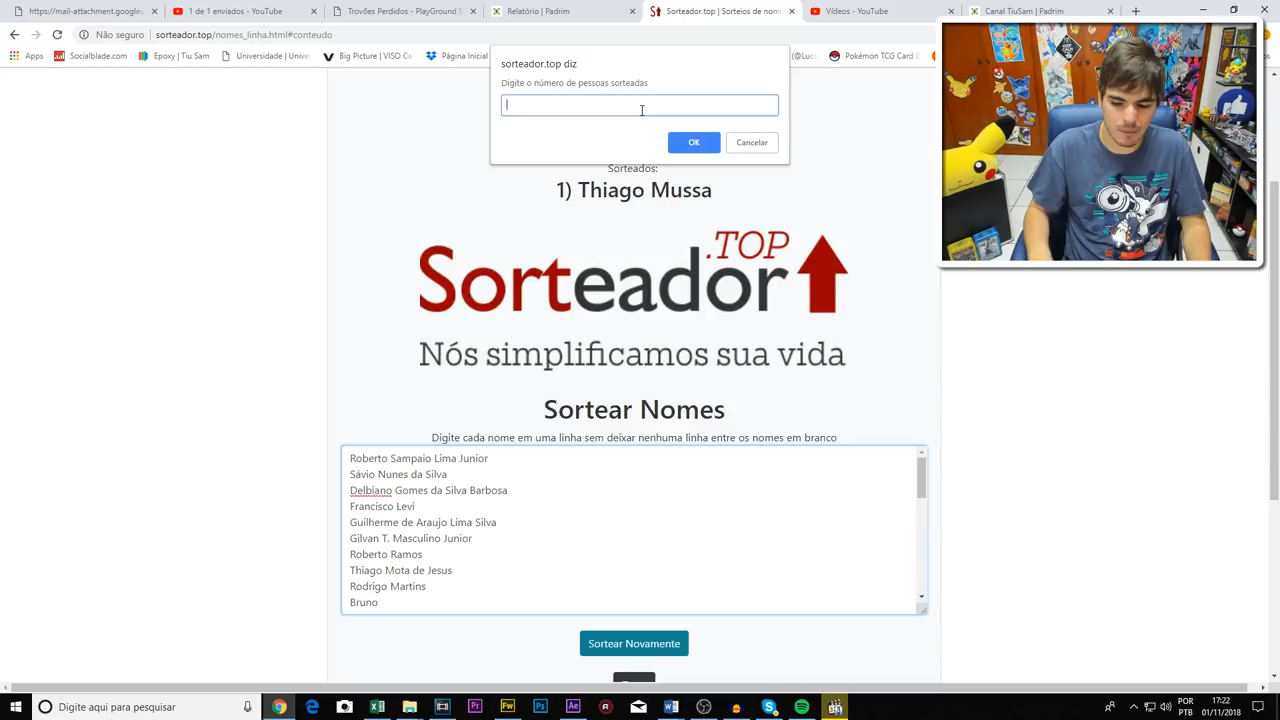 https://mail-attachment.google
1 de 1 enviados - YouTube
Trovões Perdidos - PlayGround S
Relatório | Padrim
Sorteador.top | Sorteios de nome
Vídeos - YouTube
Canal TiuSam | Padrim
Não seguro
sorteador.top/nomes_linha.html#conteudo
Apps
Socialblade.com
Epoxy | Tiu Sam
Universidade | Univer
Big Picture | VISO Ca
Página Inicial
(@Luca
Pokémon TCG Card D
sorteador.top diz
Digite o número de pessoas sorteadas
OK
Cancelar
Sorteados:
1) Thiago Mussa
Sorteador.TOP
Nós simplificamos sua vida
Sortear Nomes
Digite cada nome em uma linha sem deixar nenhuma linha entre os nomes em branco
Roberto Sampaio Lima Junior
Sávio Nunes da Silva
Delbiano Gomes da Silva Barbosa
Francisco Levi
Guilherme de Araujo Lima Silva
Gilvan T. Masculino Junior
Roberto Ramos
Thiago Mota de Jesus
Rodrigo Martins
Bruno
Sortear Novamente
Digite aqui para pesquisar
POR
PTB
17:22
01/11/2018